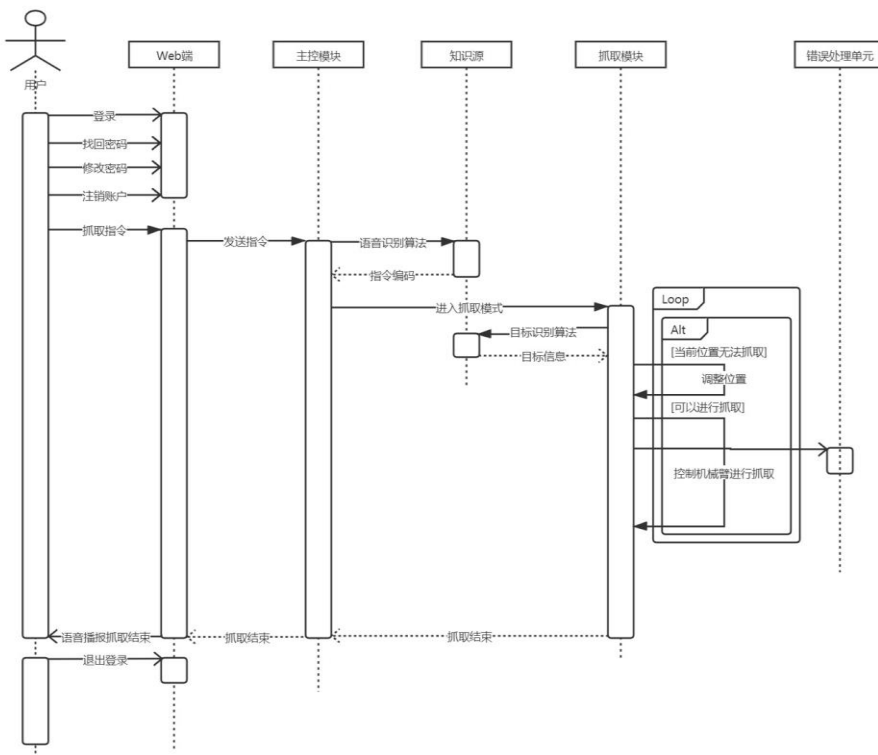 Web端
主控模块
知识源
抓取模块
错误处理单元
用户
登录
找回密码
修改密码
注销账户
抓取指令
发送指令
语音识别算法
指令编码
进入抓取模式
Loop
目标识别算法
Alt
目标信息
[当前位置无法抓取]
调整位置
[可以进行抓取]
控制机械臂进行抓取
语音播报抓取结束
抓取结束
抓取结束
退出登录